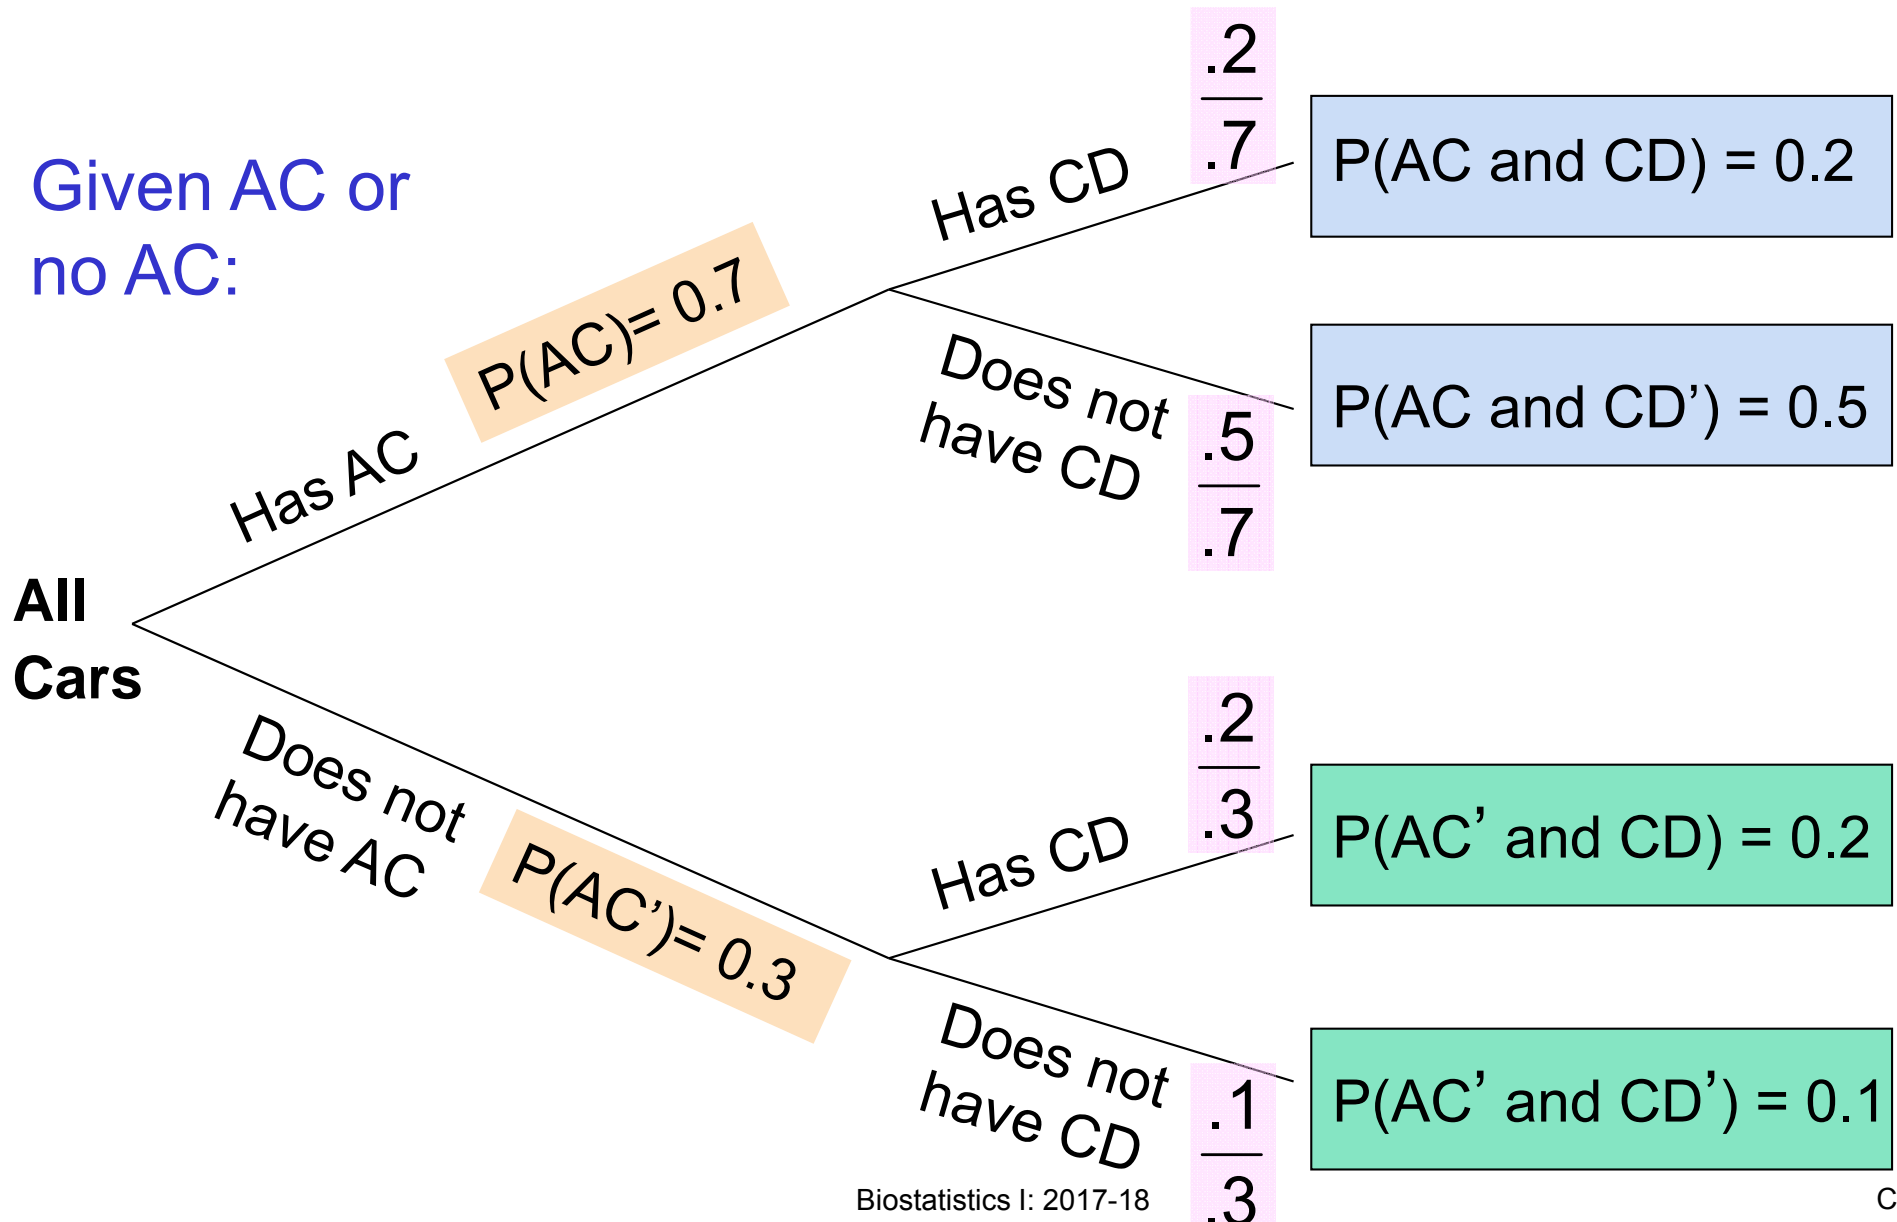 Given AC or
no AC:
All
Cars
Has AC
P(AC)= 0.7
Has CD
.2
.7
P(AC and CD) = 0.2
Does not
have CD
.5
.7
P(AC and CD’) = 0.5
Does not
have AC
P(AC’)= 0.3
Has CD
.2
.3
P(AC’ and CD) = 0.2
Does not
have CD
.1
.3
P(AC’ and CD’) = 0.1
Biostatistics I: 2017-18
C